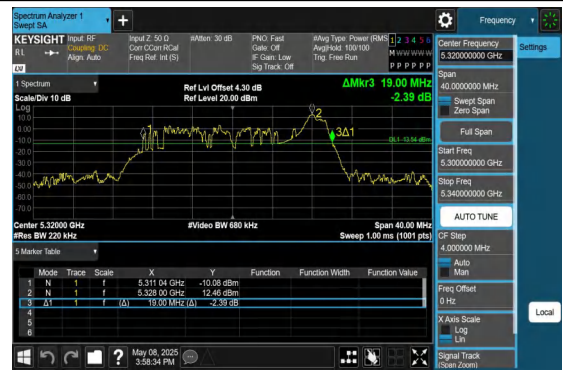 Spectrum Analyzer 1
Swept SA
+
Frequency
KEYSIGHT
RL
Input: RF
Coupling: DC
Align: Auto
Input Z: 50 Ω
Corr CCorr RCal
Freq Ref: Int (S)
#Atten: 30 dB
PNO: Fast
Gate: Off
IF Gain: Low
Sig Track: Off
#Avg Type: Power (RMS
Avg|Hold: 100/100
Trig: Free Run
1 2 3 4 5 6
M W W W W W
P P P P P P
LW
1 Spectrum
Scale/Div 10 dB
Ref Lvl Offset 4.30 dB
Ref Level 20.00 dBm
ΔMkr3 19.00 MHz
-2.39 dB
Log
10.0
0.00
-10.0
-20.0
-30.0
-40.0
-50.0
-60.0
-70.0
1
2
3Δ1
DL1 -13.54 dBm
Center 5.32000 GHz
#Res BW 220 kHz
#Video BW 680 kHz
Span 40.00 MHz
Sweep 1.00 ms (1001 pts)
5 Marker Table
Mode Trace Scale X Y Function Function Width Function Value
1 N 1 f 5.311 04 GHz -10.08 dBm
2 N 1 f 5.328 00 GHz 12.46 dBm
3 Δ1 1 f (Δ) 19.00 MHz (Δ) -2.39 dB
4
5
6
?
May 08, 2025
3:58:34 PM
Center Frequency
5.320000000 GHz
Settings
Span
40.0000000 MHz
Swept Span
Zero Span
Full Span
Start Freq
5.300000000 GHz
Stop Freq
5.340000000 GHz
AUTO TUNE
CF Step
4.000000 MHz
Auto
Man
Freq Offset
0 Hz
X Axis Scale
Log
Lin
Local
Signal Track
(Span Zoom)